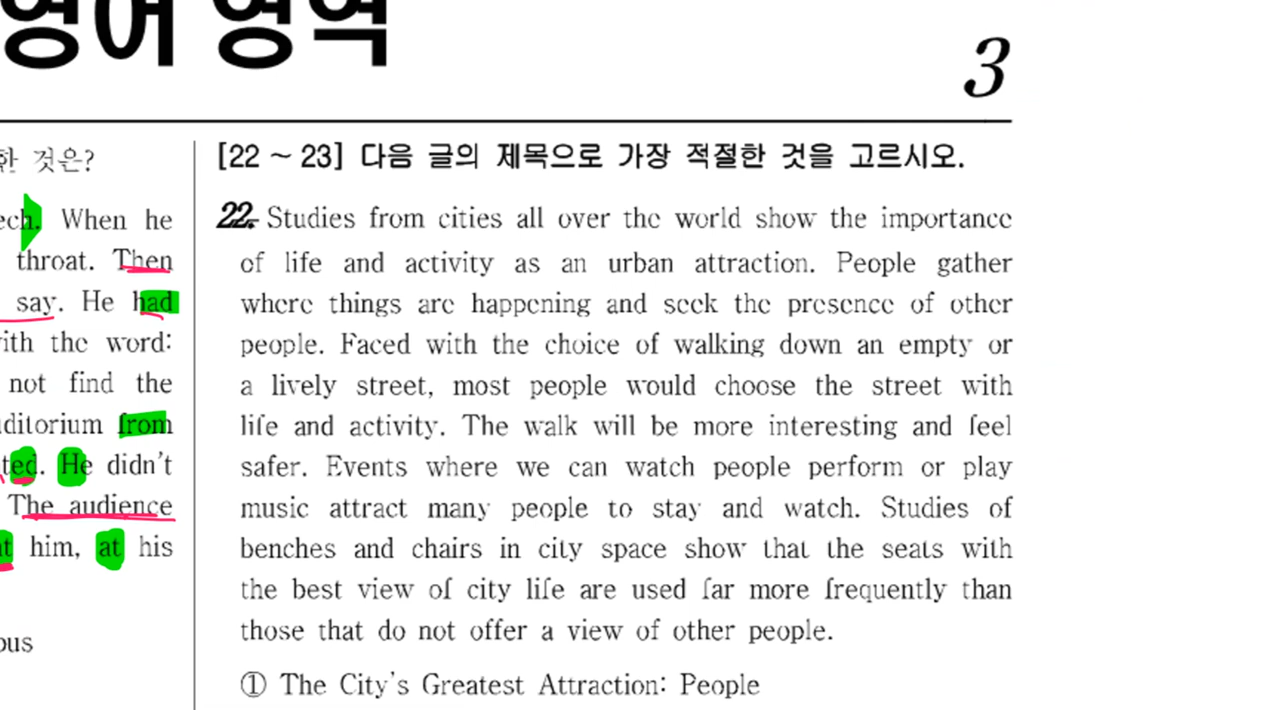 영어 영역
3
한 것은?
ech. When he
throat. Then
say. He had
with the word:
not find the
auditorium from
ted. He didn't
The audience
at him, at his
ous
[22 ~ 23] 다음 글의 제목으로 가장 적절한 것을 고르시오.
22. Studies from cities all over the world show the importance
of life and activity as an urban attraction. People gather
where things are happening and seek the presence of other
people. Faced with the choice of walking down an empty or
a lively street, most people would choose the street with
life and activity. The walk will be more interesting and feel
safer. Events where we can watch people perform or play
music attract many people to stay and watch. Studies of
benches and chairs in city space show that the seats with
the best view of city life are used far more frequently than
those that do not offer a view of other people.
① The City's Greatest Attraction: People